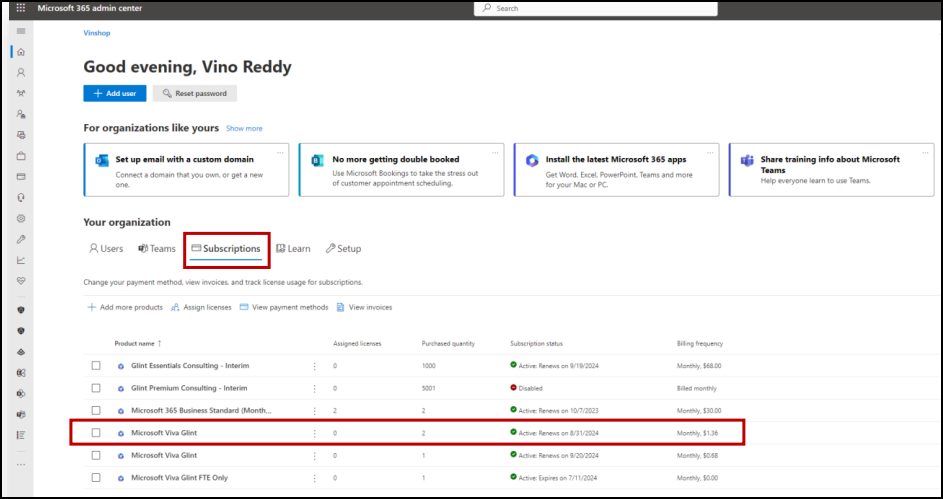 Microsoft 365 admin center
Search
Vinshop
Good evening, Vino Reddy
Add user
Reset password
For organizations like yours Show more
Set up email with a custom domain
Connect a domain that you own, or get a new
one.
No more getting double booked
Use Microsoft Bookings to take the stress out
of customer appointment scheduling.
Install the latest Microsoft 365 apps
Get Word, Excel, PowerPoint, Teams and more
for your Mac or PC.
Share training info about Microsoft
Teams
Help everyone learn to use Teams.
Your organization
Users Teams Subscriptions Learn Setup
Change your payment method, view invoices, and track license usage for subscriptions.
Add more products Assign licenses View payment methods View invoices
Product name ↑ Assigned licenses Purchased quantity Subscription status Billing frequency
Glint Essentials Consulting - Interim 0 1000 Active: Renews on 9/19/2024 Monthly, $68.00
Glint Premium Consulting - Interim 0 5001 Disabled Billed monthly
Microsoft 365 Business Standard (Month... 2 2 Active: Renews on 10/7/2023 Monthly, $30.00
Microsoft Viva Glint 0 2 Active: Renews on 8/31/2024 Monthly, $1.36
Microsoft Viva Glint 0 1 Active: Renews on 9/20/2024 Monthly, $0.68
Microsoft Viva Glint FTE Only 0 1 Active: Expires on 7/11/2024 Monthly, $0.00